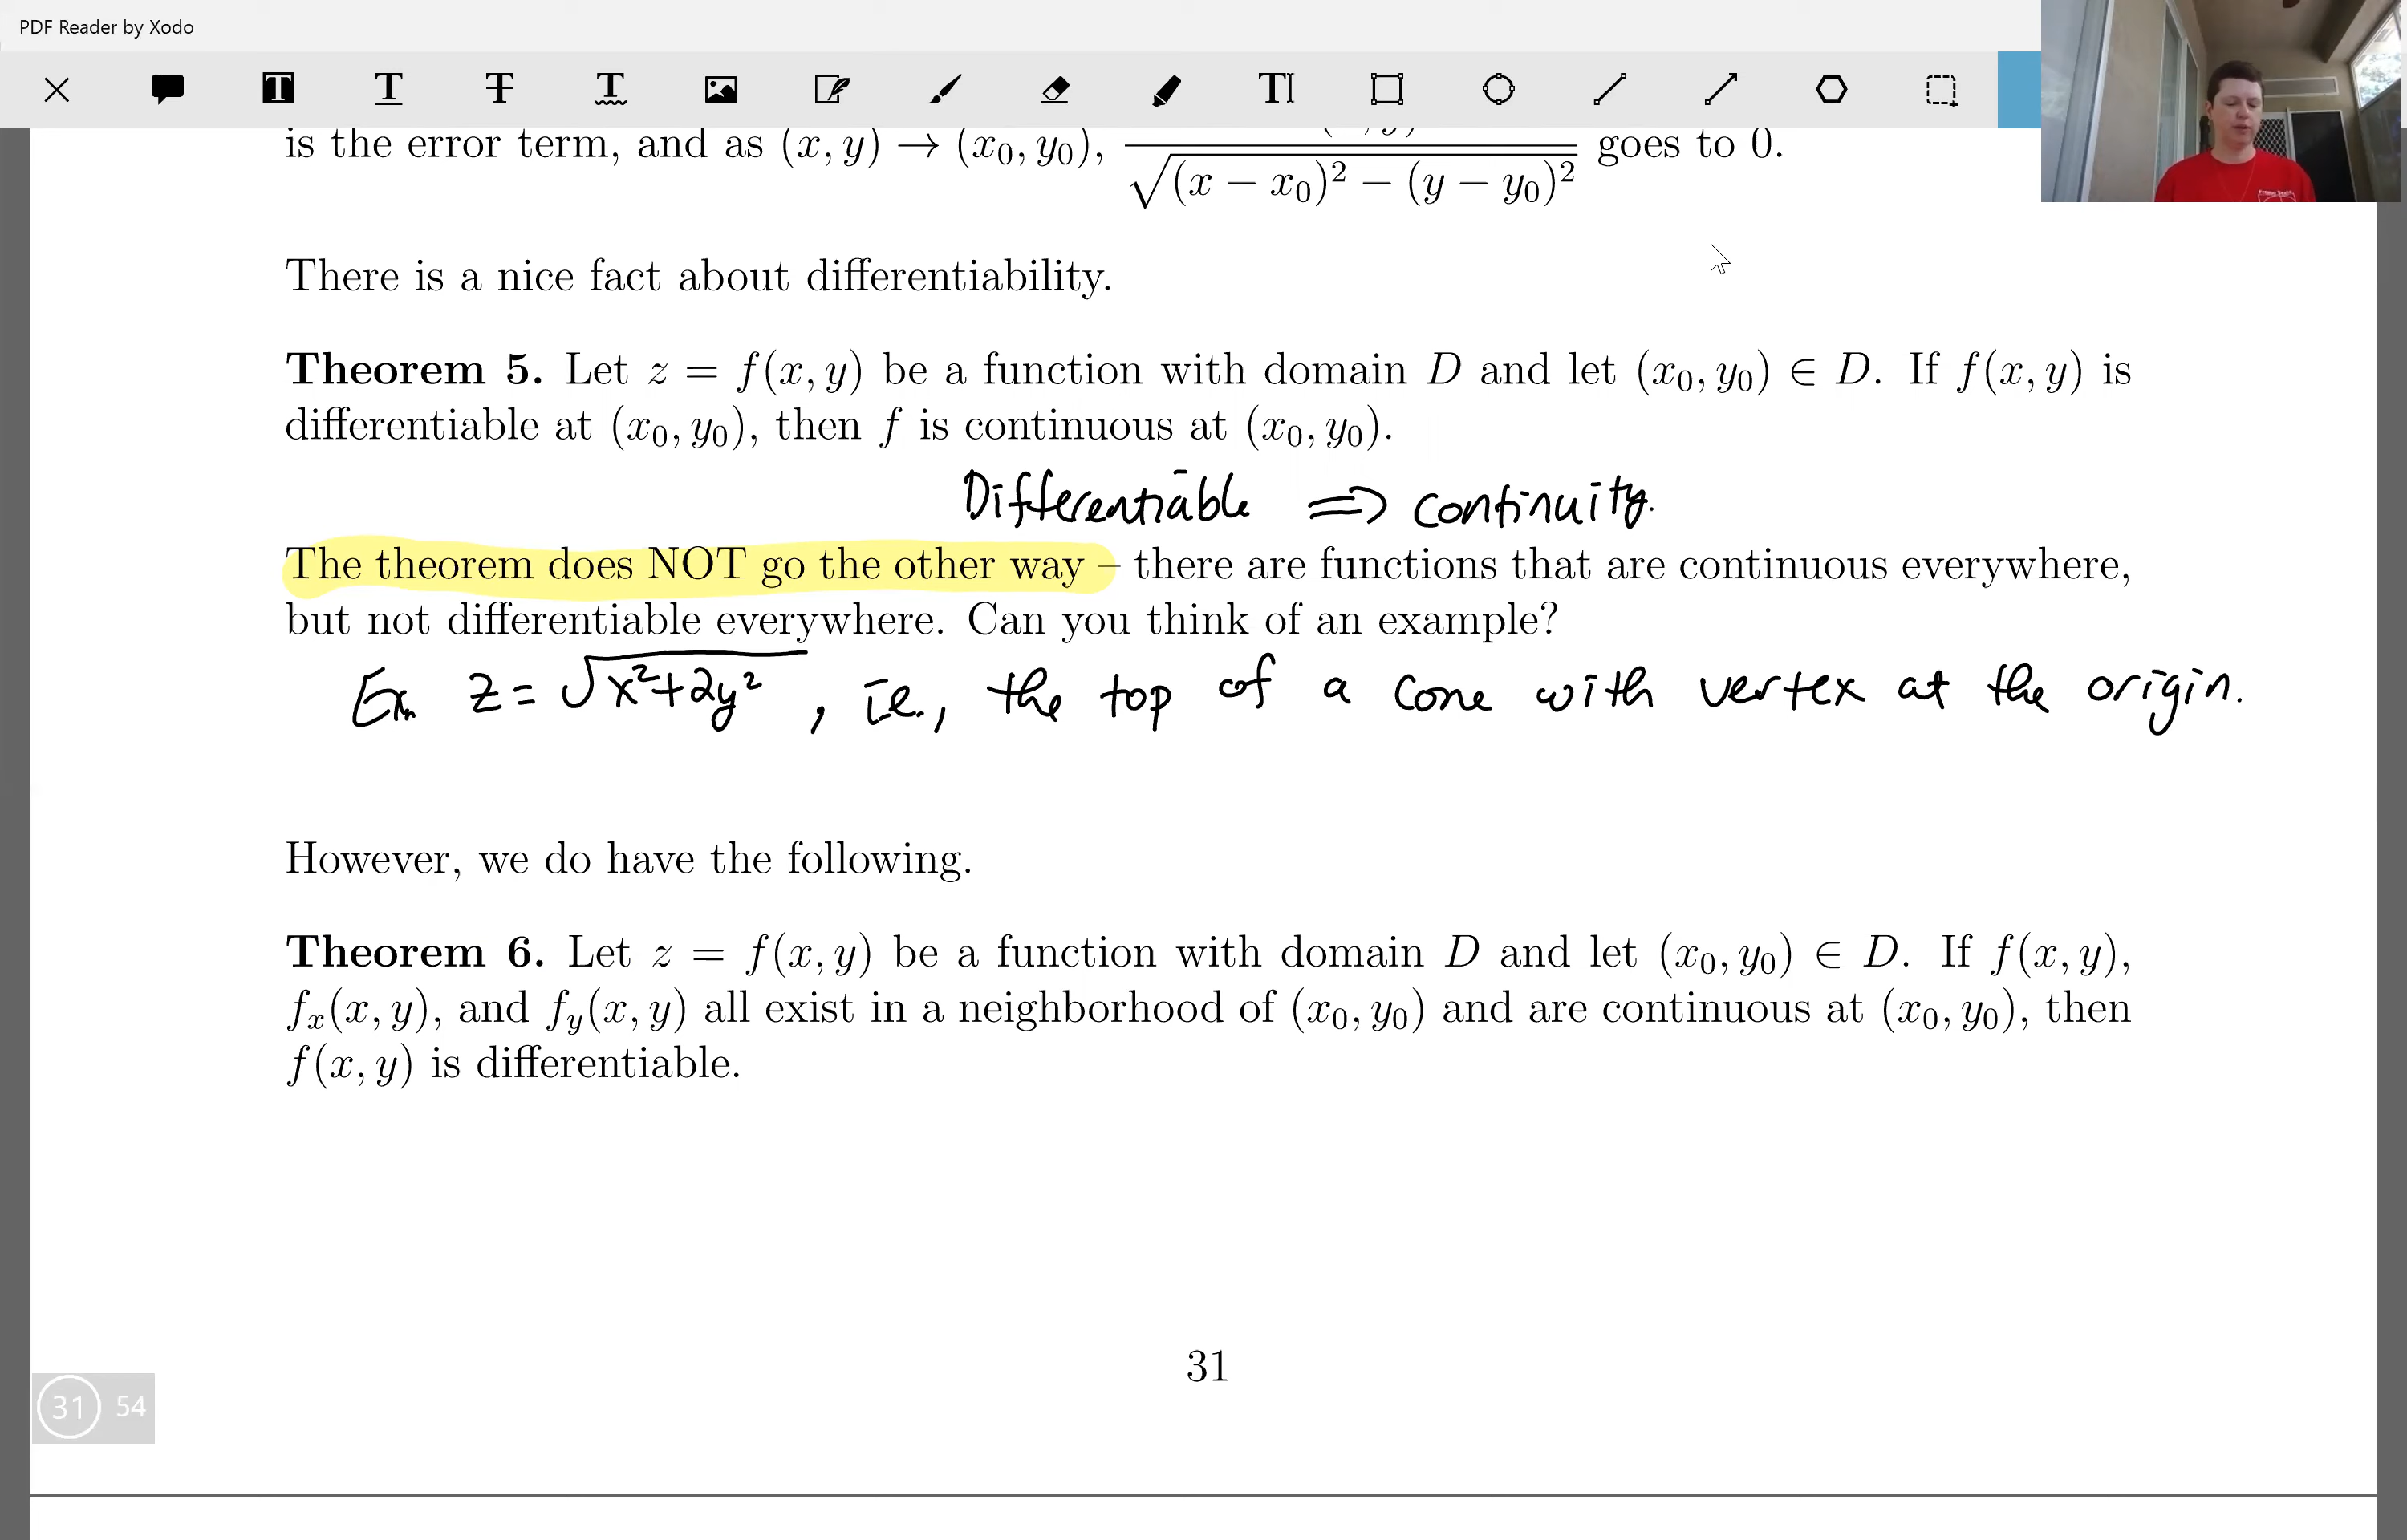 PDF Reader by Xodo
is the error term, and as (x, y) → (x₀, y₀), / √((x − x₀)² − (y − y₀)²) goes to 0.
There is a nice fact about differentiability.
Theorem 5. Let z = f(x, y) be a function with domain D and let (x₀, y₀) ∈ D. If f(x, y) is
differentiable at (x₀, y₀), then f is continuous at (x₀, y₀).
Differentiable ⟹ continuity.
The theorem does NOT go the other way – there are functions that are continuous everywhere,
but not differentiable everywhere. Can you think of an example?
Ex z = √(x²+2y²), i.e., the top of a cone with vertex at the origin.
However, we do have the following.
Theorem 6. Let z = f(x, y) be a function with domain D and let (x₀, y₀) ∈ D. If f(x, y),
fₓ(x, y), and f_y(x, y) all exist in a neighborhood of (x₀, y₀) and are continuous at (x₀, y₀), then
f(x, y) is differentiable.
31
31 54